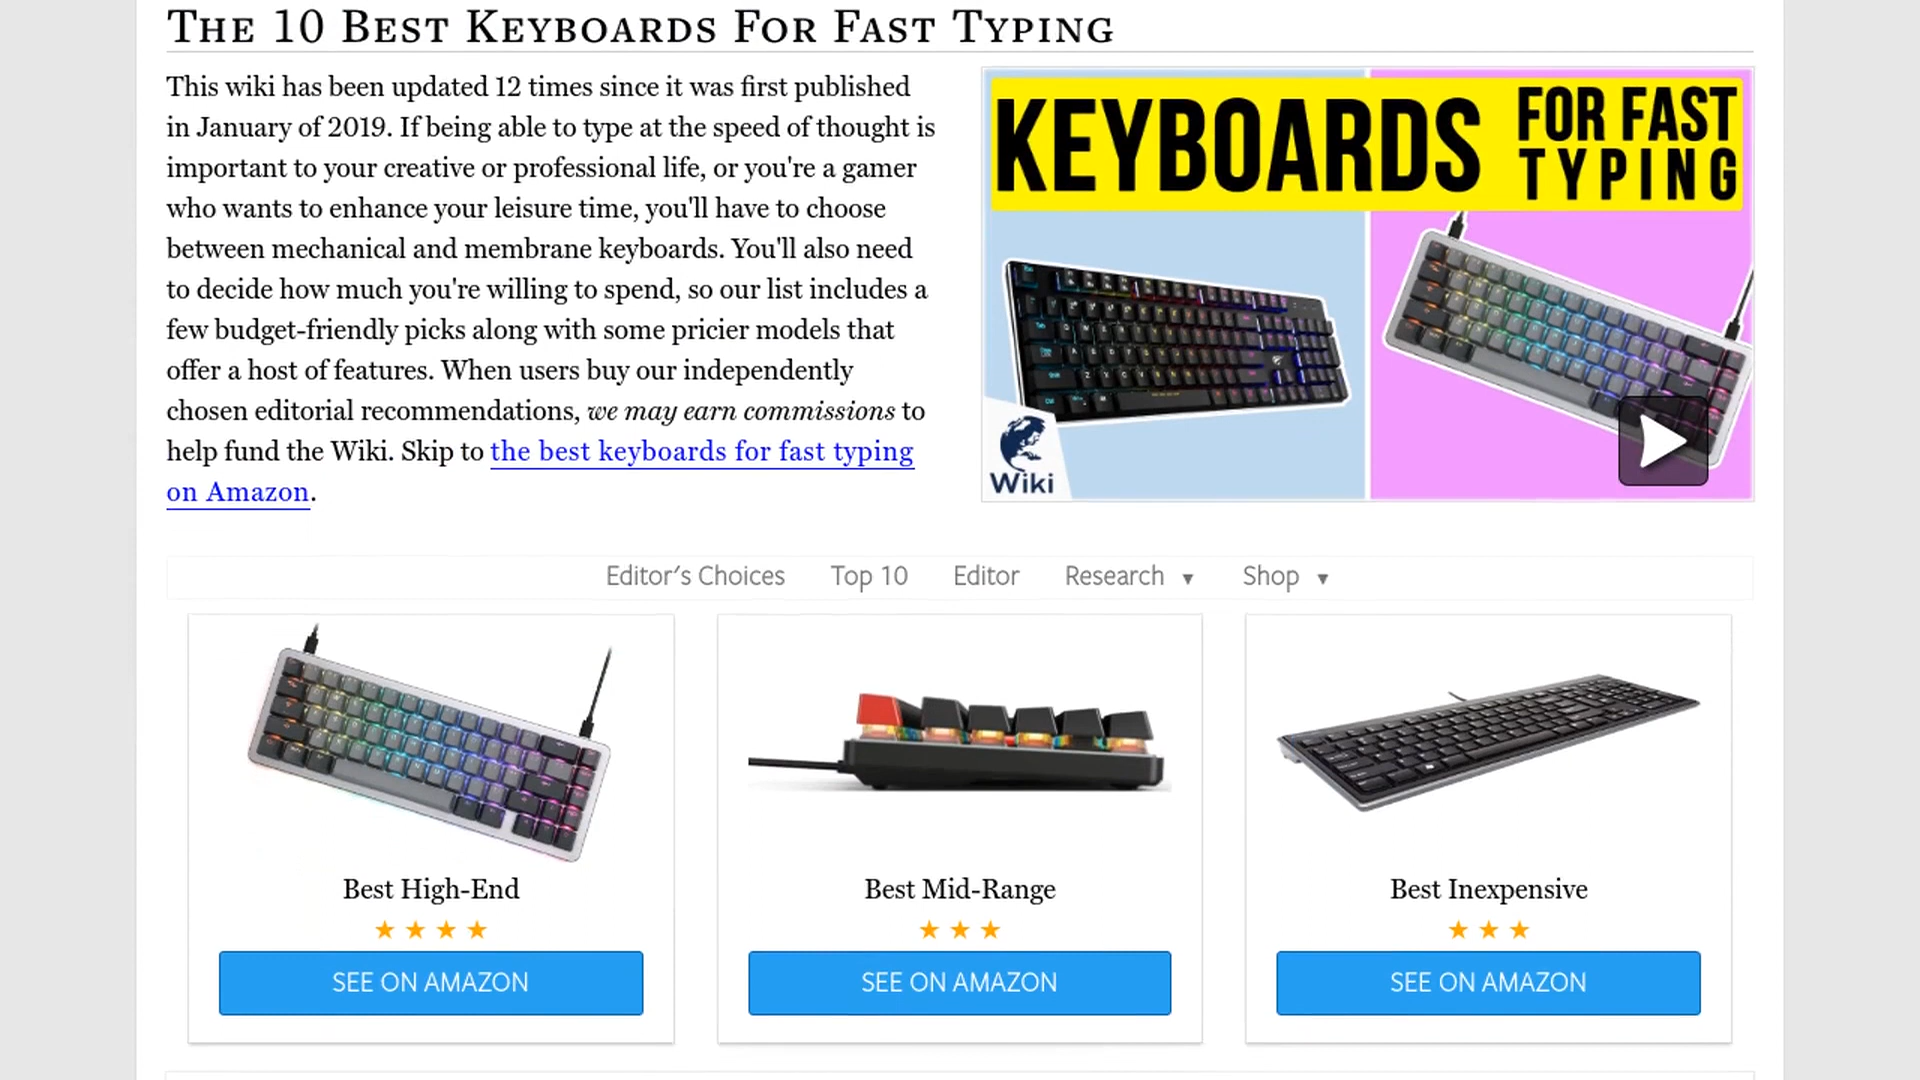 THE 10 BEST KEYBOARDS FOR FAST TYPING
This wiki has been updated 12 times since it was first published
in January of 2019. If being able to type at the speed of thought is
important to your creative or professional life, or you're a gamer
who wants to enhance your leisure time, you'll have to choose
between mechanical and membrane keyboards. You'll also need
to decide how much you're willing to spend, so our list includes a
few budget-friendly picks along with some pricier models that
offer a host of features. When users buy our independently
chosen editorial recommendations, we may earn commissions to
help fund the Wiki. Skip to the best keyboards for fast typing
on Amazon.
KEYBOARDS FOR FAST
TYPING
Wiki
Editor's Choices Top 10 Editor Research ▼ Shop ▼
Best High-End
Best Mid-Range
Best Inexpensive
SEE ON AMAZON
SEE ON AMAZON
SEE ON AMAZON